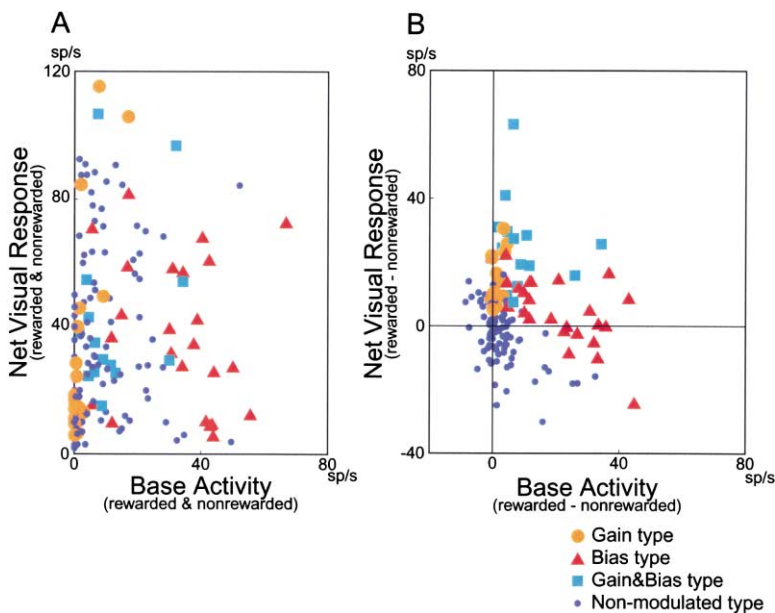 A
sp/s
120
80
40
0
Net Visual Response
(rewarded & nonrewarded)
0
40
80
sp/s
Base Activity
(rewarded & nonrewarded)
B
sp/s
80
40
0
-40
Net Visual Response
(rewarded - nonrewarded)
0
40
80
sp/s
Base Activity
(rewarded - nonrewarded)
Gain type
Bias type
Gain&Bias type
Non-modulated type